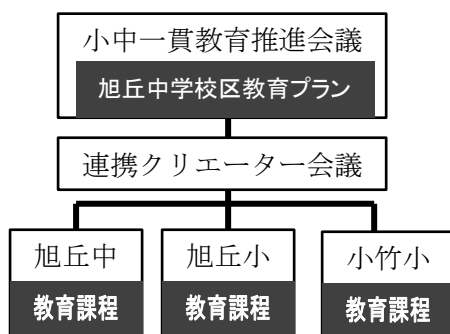 小中一貫教育推進会議
旭丘中学校区教育プラン
連携クリエーター会議
旭丘中
教育課程
旭丘小
教育課程
小竹小
教育課程